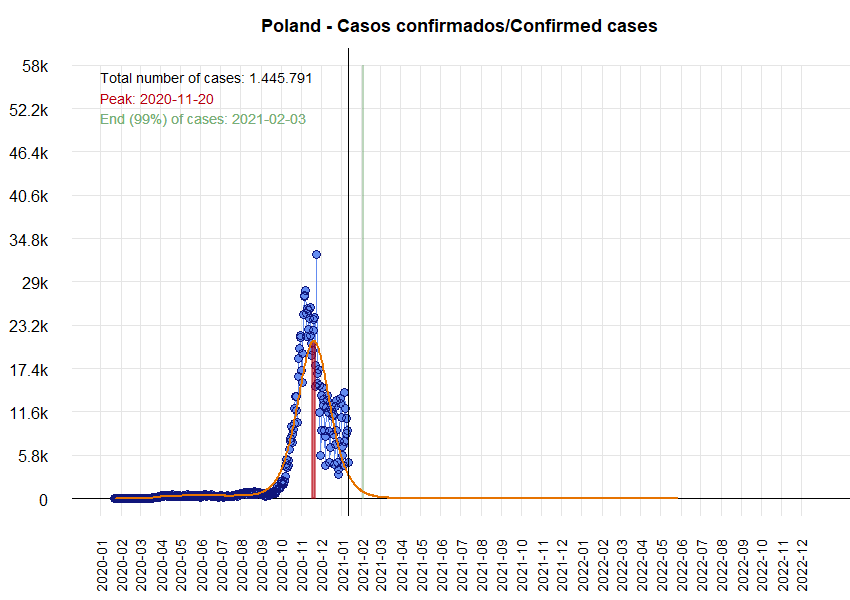 Poland - Casos confirmados/Confirmed cases
58k
Total number of cases: 1.445.791
Peak: 2020-11-20
52.2k
End (99%) of cases: 2021-02-03
46.4k
40.6k
34.8k
29k
23.2k
17.4k
11.6k
5.8k
0
2020-01
2020-02
2020-03
2020-04
2020-05
2020-06
2020-07
2020-08
2020-09
2020-10
2020-11
2020-12
2021-01
2021-02
2021-03
2021-04
2021-05
2021-06
2021-07
2021-08
2021-09
2021-10
2021-11
2021-12
2022-01
2022-02
2022-03
2022-04
2022-05
2022-06
2022-07
2022-08
2022-09
2022-10
2022-11
2022-12